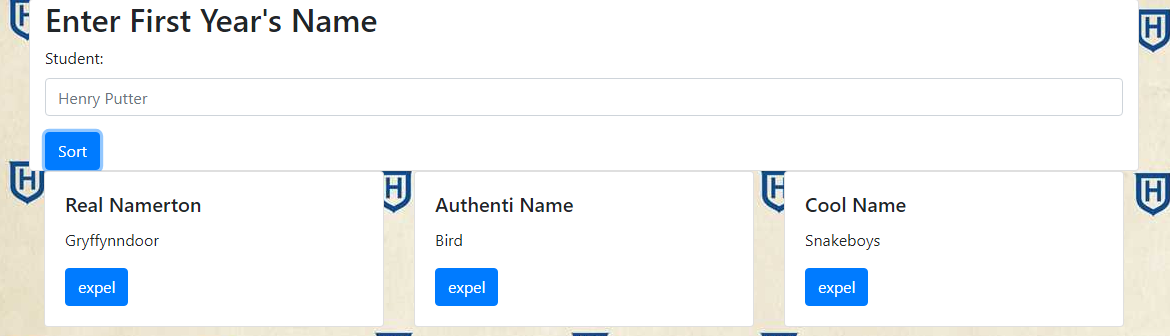 Enter First Year's Name
Student:
Henry Putter
Sort
Real Namerton
Gryffynndoor
expel
Authenti Name
Bird
expel
Cool Name
Snakeboys
expel
H
H
H
H
H
H